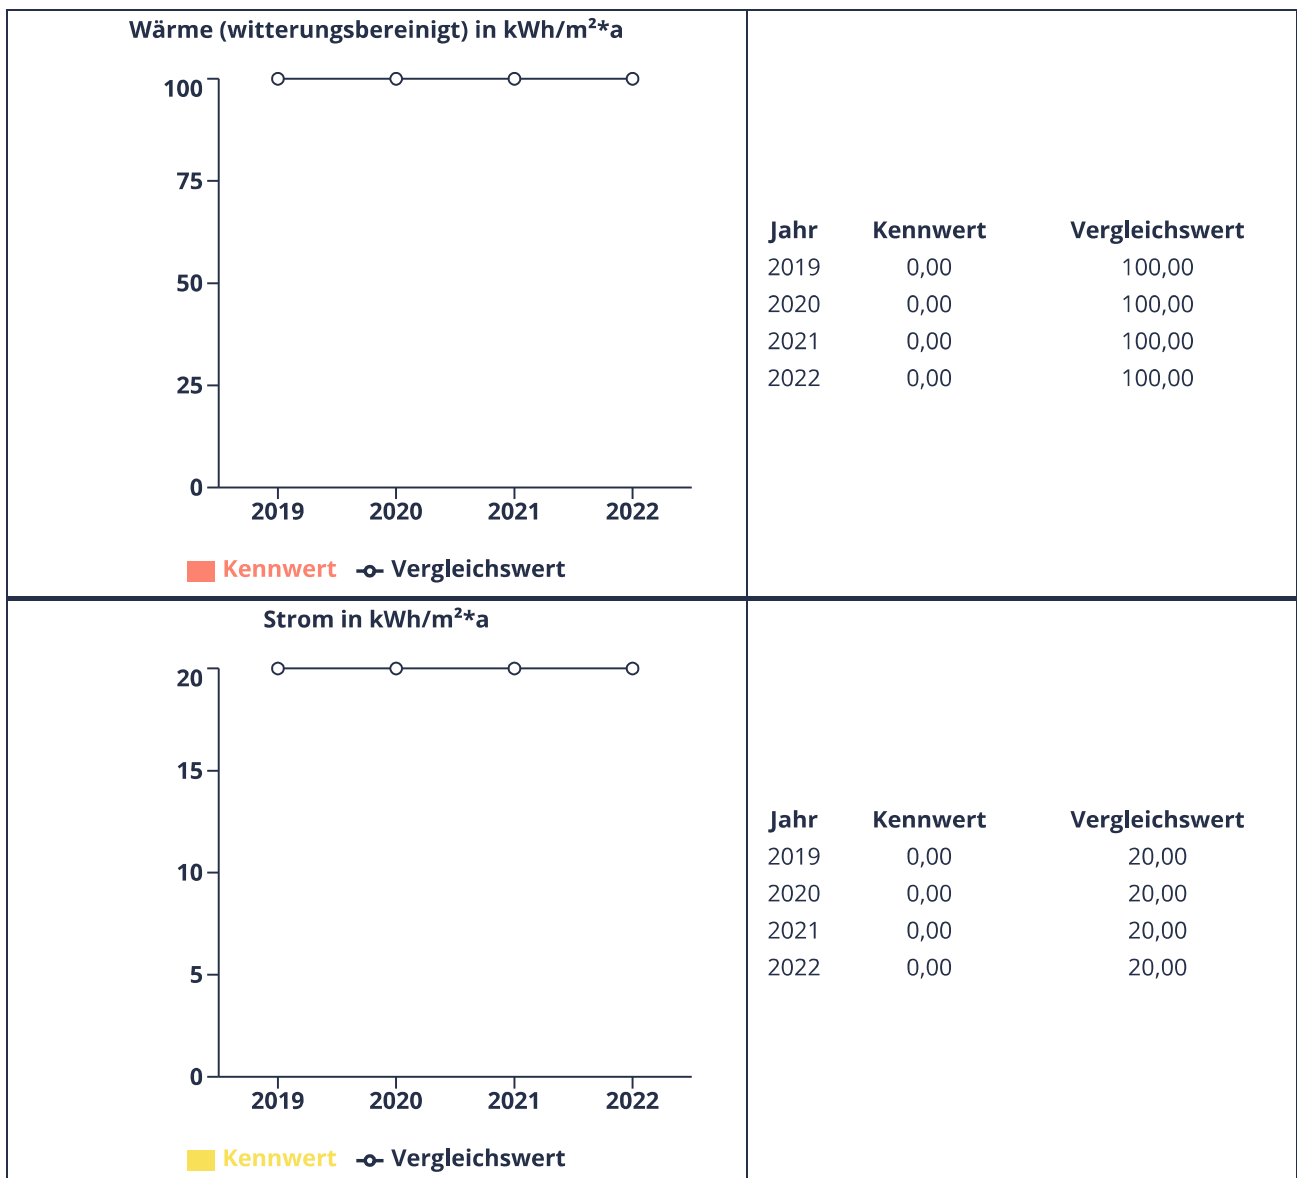 Wärme (witterungsbereinigt) in kWh/m²*a
100
75
50
25
0
2019 2020 2021 2022
Kennwert Vergleichswert
Jahr Kennwert Vergleichswert
2019 0,00 100,00
2020 0,00 100,00
2021 0,00 100,00
2022 0,00 100,00
Strom in kWh/m²*a
20
15
10
5
0
2019 2020 2021 2022
Kennwert Vergleichswert
Jahr Kennwert Vergleichswert
2019 0,00 20,00
2020 0,00 20,00
2021 0,00 20,00
2022 0,00 20,00